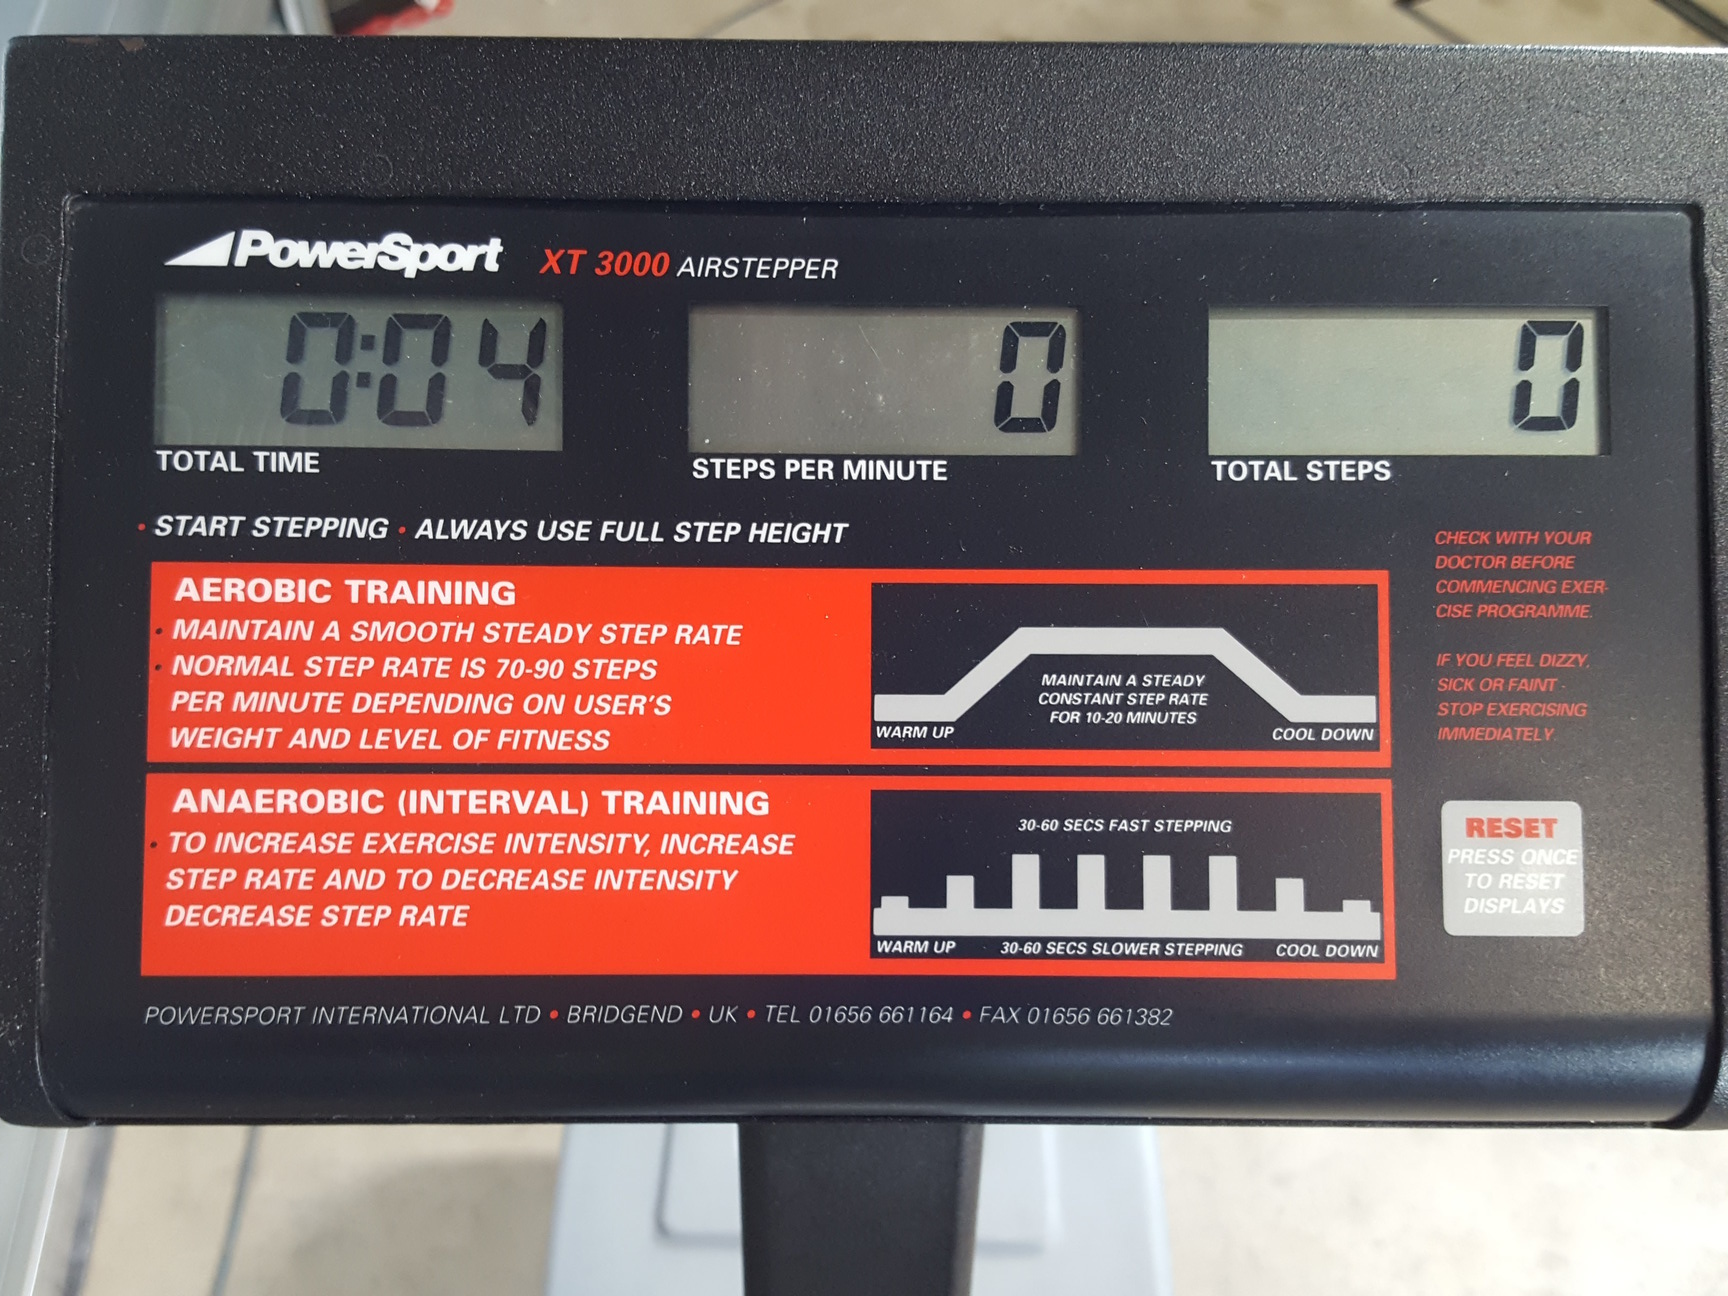 PowerSport XT 3000 AIRSTEPPER
0:04
0
0
TOTAL TIME
STEPS PER MINUTE
TOTAL STEPS
• START STEPPING • ALWAYS USE FULL STEP HEIGHT
AEROBIC TRAINING
• MAINTAIN A SMOOTH STEADY STEP RATE
• NORMAL STEP RATE IS 70-90 STEPS
PER MINUTE DEPENDING ON USER'S
WEIGHT AND LEVEL OF FITNESS
MAINTAIN A STEADY
CONSTANT STEP RATE
FOR 10-20 MINUTES
WARM UP
COOL DOWN
ANAEROBIC (INTERVAL) TRAINING
• TO INCREASE EXERCISE INTENSITY, INCREASE
STEP RATE AND TO DECREASE INTENSITY
DECREASE STEP RATE
30-60 SECS FAST STEPPING
WARM UP
30-60 SECS SLOWER STEPPING
COOL DOWN
CHECK WITH YOUR
DOCTOR BEFORE
COMMENCING EXER-
CISE PROGRAMME.
IF YOU FEEL DIZZY,
SICK OR FAINT -
STOP EXERCISING
IMMEDIATELY.
RESET
PRESS ONCE
TO RESET
DISPLAYS
POWERSPORT INTERNATIONAL LTD • BRIDGEND • UK • TEL 01656 661164 • FAX 01656 661382